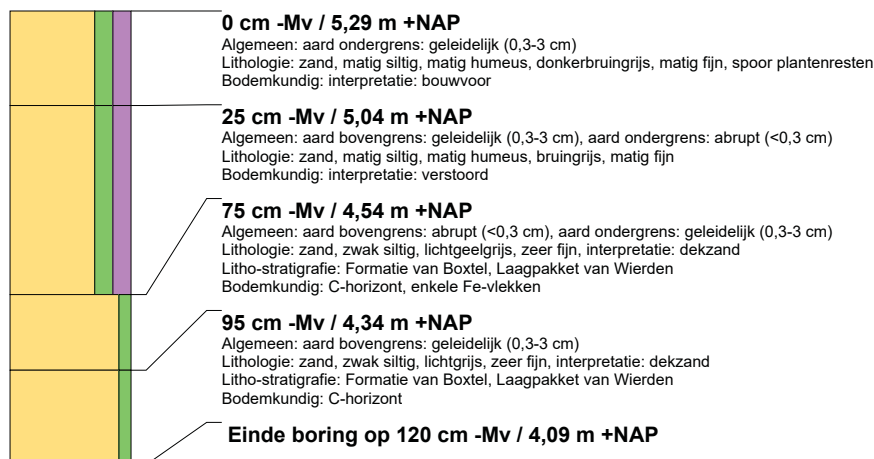 0 cm -Mv / 5,29 m +NAP
Algemeen: aard ondergrens: geleidelijk (0,3-3 cm)
Lithologie: zand, matig siltig, matig humeus, donkerbruingrijs, matig fijn, spoor plantenresten
Bodemkundig: interpretatie: bouwvoor
25 cm -Mv / 5,04 m +NAP
Algemeen: aard bovengrens: geleidelijk (0,3-3 cm), aard ondergrens: abrupt (<0,3 cm)
Lithologie: zand, matig siltig, matig humeus, bruingrijs, matig fijn
Bodemkundig: interpretatie: verstoord
75 cm -Mv / 4,54 m +NAP
Algemeen: aard bovengrens: abrupt (<0,3 cm), aard ondergrens: geleidelijk (0,3-3 cm)
Lithologie: zand, zwak siltig, lichtgeelgrijs, zeer fijn, interpretatie: dekzand
Litho-stratigrafie: Formatie van Boxtel, Laagpakket van Wierden
Bodemkundig: C-horizont, enkele Fe-vlekken
95 cm -Mv / 4,34 m +NAP
Algemeen: aard bovengrens: geleidelijk (0,3-3 cm)
Lithologie: zand, zwak siltig, lichtgrijs, zeer fijn, interpretatie: dekzand
Litho-stratigrafie: Formatie van Boxtel, Laagpakket van Wierden
Bodemkundig: C-horizont
Einde boring op 120 cm -Mv / 4,09 m +NAP